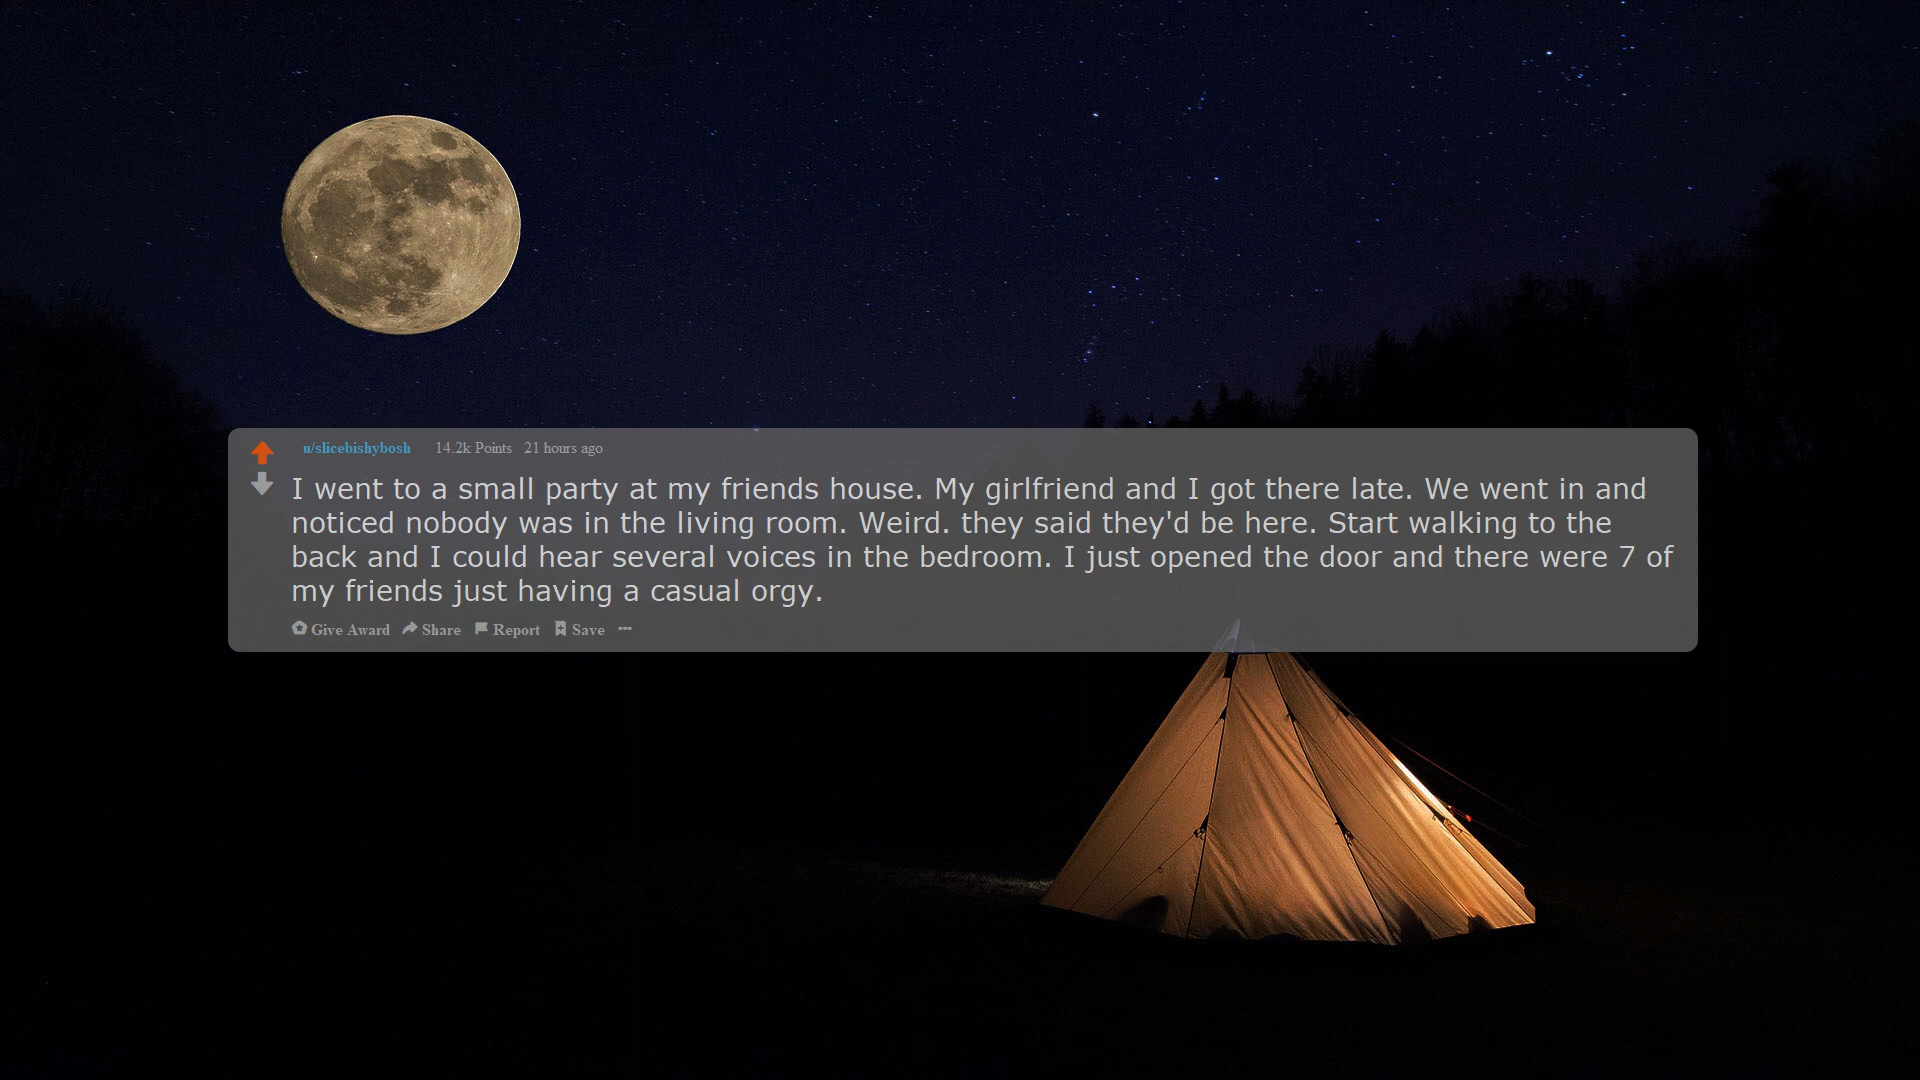 u/slicebishybosh 14.2k Points 21 hours ago
I went to a small party at my friends house. My girlfriend and I got there late. We went in and
noticed nobody was in the living room. Weird. they said they'd be here. Start walking to the
back and I could hear several voices in the bedroom. I just opened the door and there were 7 of
my friends just having a casual orgy.
Give Award Share Report Save ···